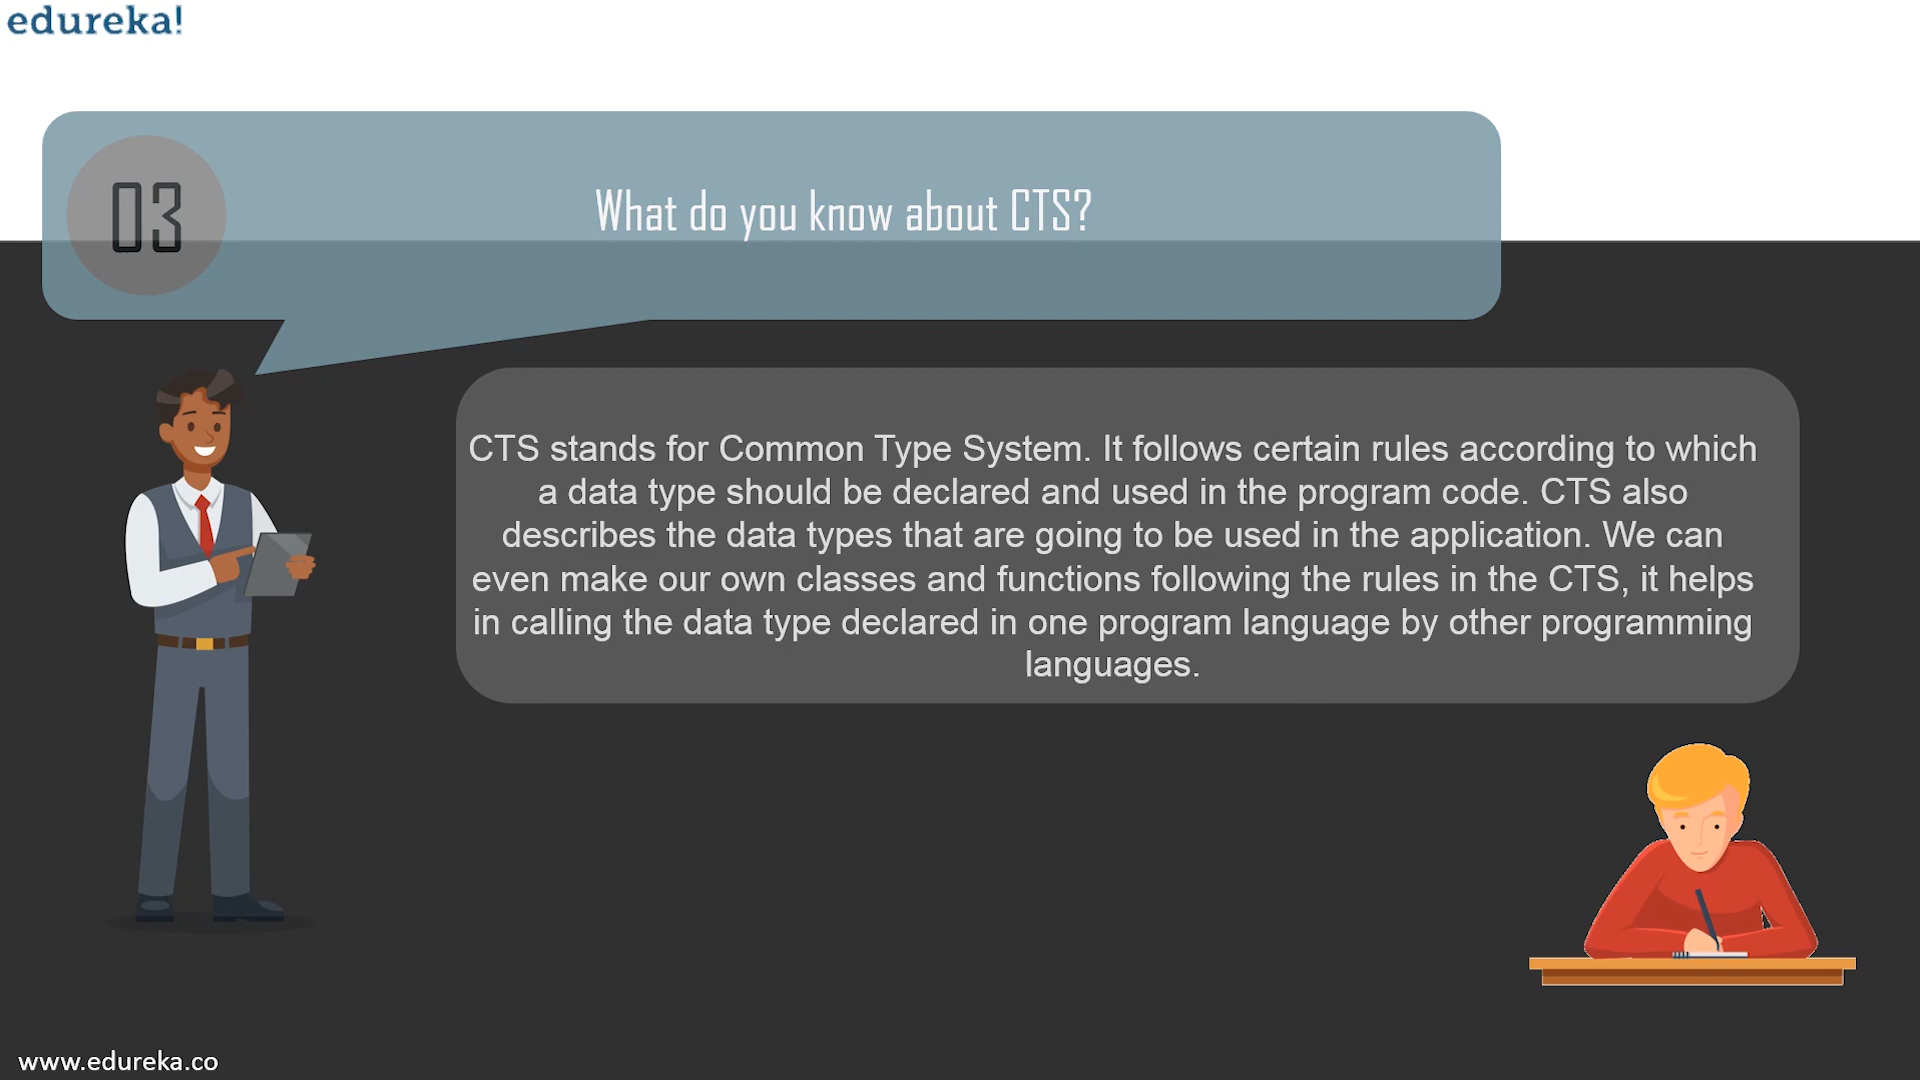 edureka!
03
What do you know about CTS?
CTS stands for Common Type System. It follows certain rules according to which
a data type should be declared and used in the program code. CTS also
describes the data types that are going to be used in the application. We can
even make our own classes and functions following the rules in the CTS, it helps
in calling the data type declared in one program language by other programming
languages.
www.edureka.co